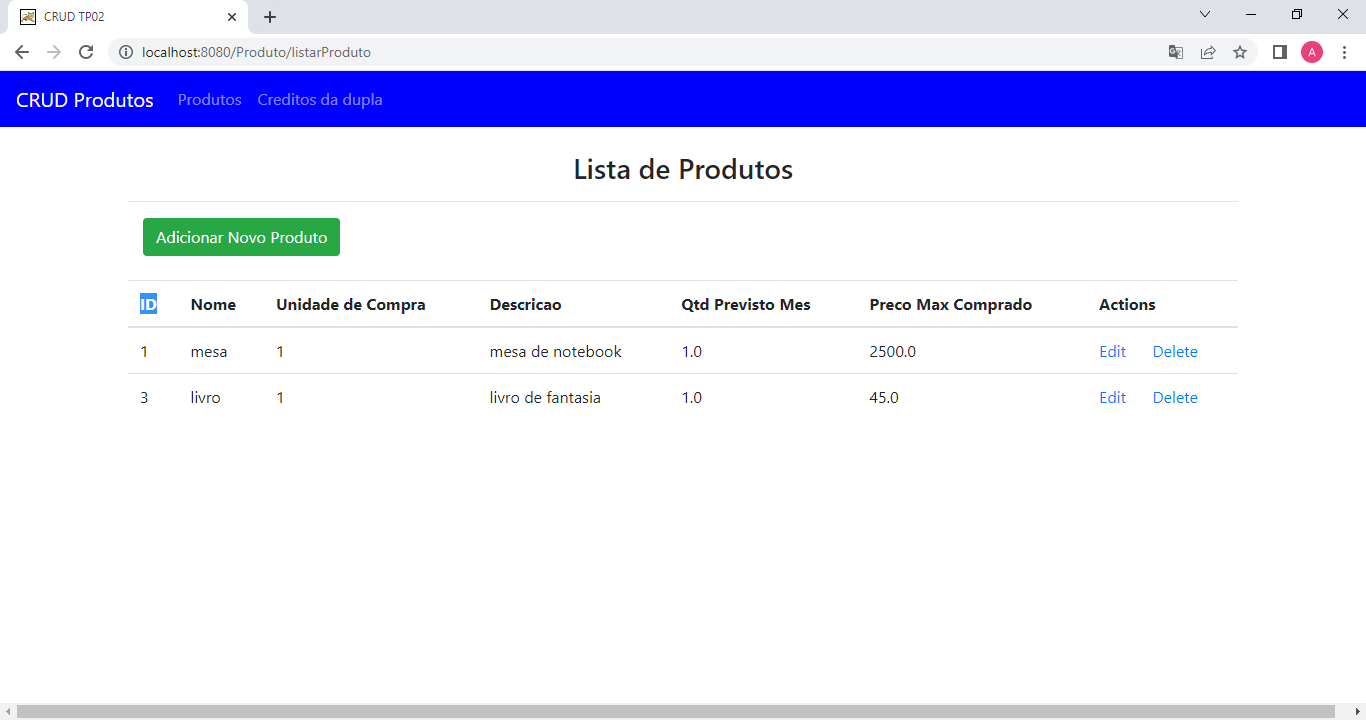 CRUD TP02
localhost:8080/Produto/listarProduto
A
CRUD Produtos Produtos Creditos da dupla
Lista de Produtos
Adicionar Novo Produto
ID Nome Unidade de Compra Descricao Qtd Previsto Mes Preco Max Comprado Actions
1 mesa 1 mesa de notebook 1.0 2500.0 Edit Delete
3 livro 1 livro de fantasia 1.0 45.0 Edit Delete